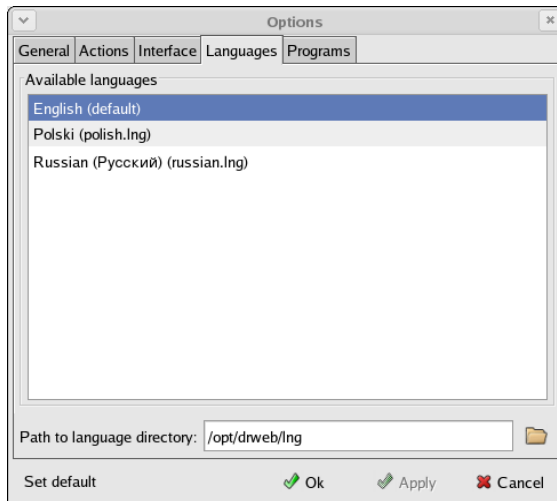 Options
General Actions Interface Languages Programs
Available languages
English (default)
Polski (polish.lng)
Russian (Русский) (russian.lng)
Path to language directory: /opt/drweb/lng
Set default Ok Apply Cancel